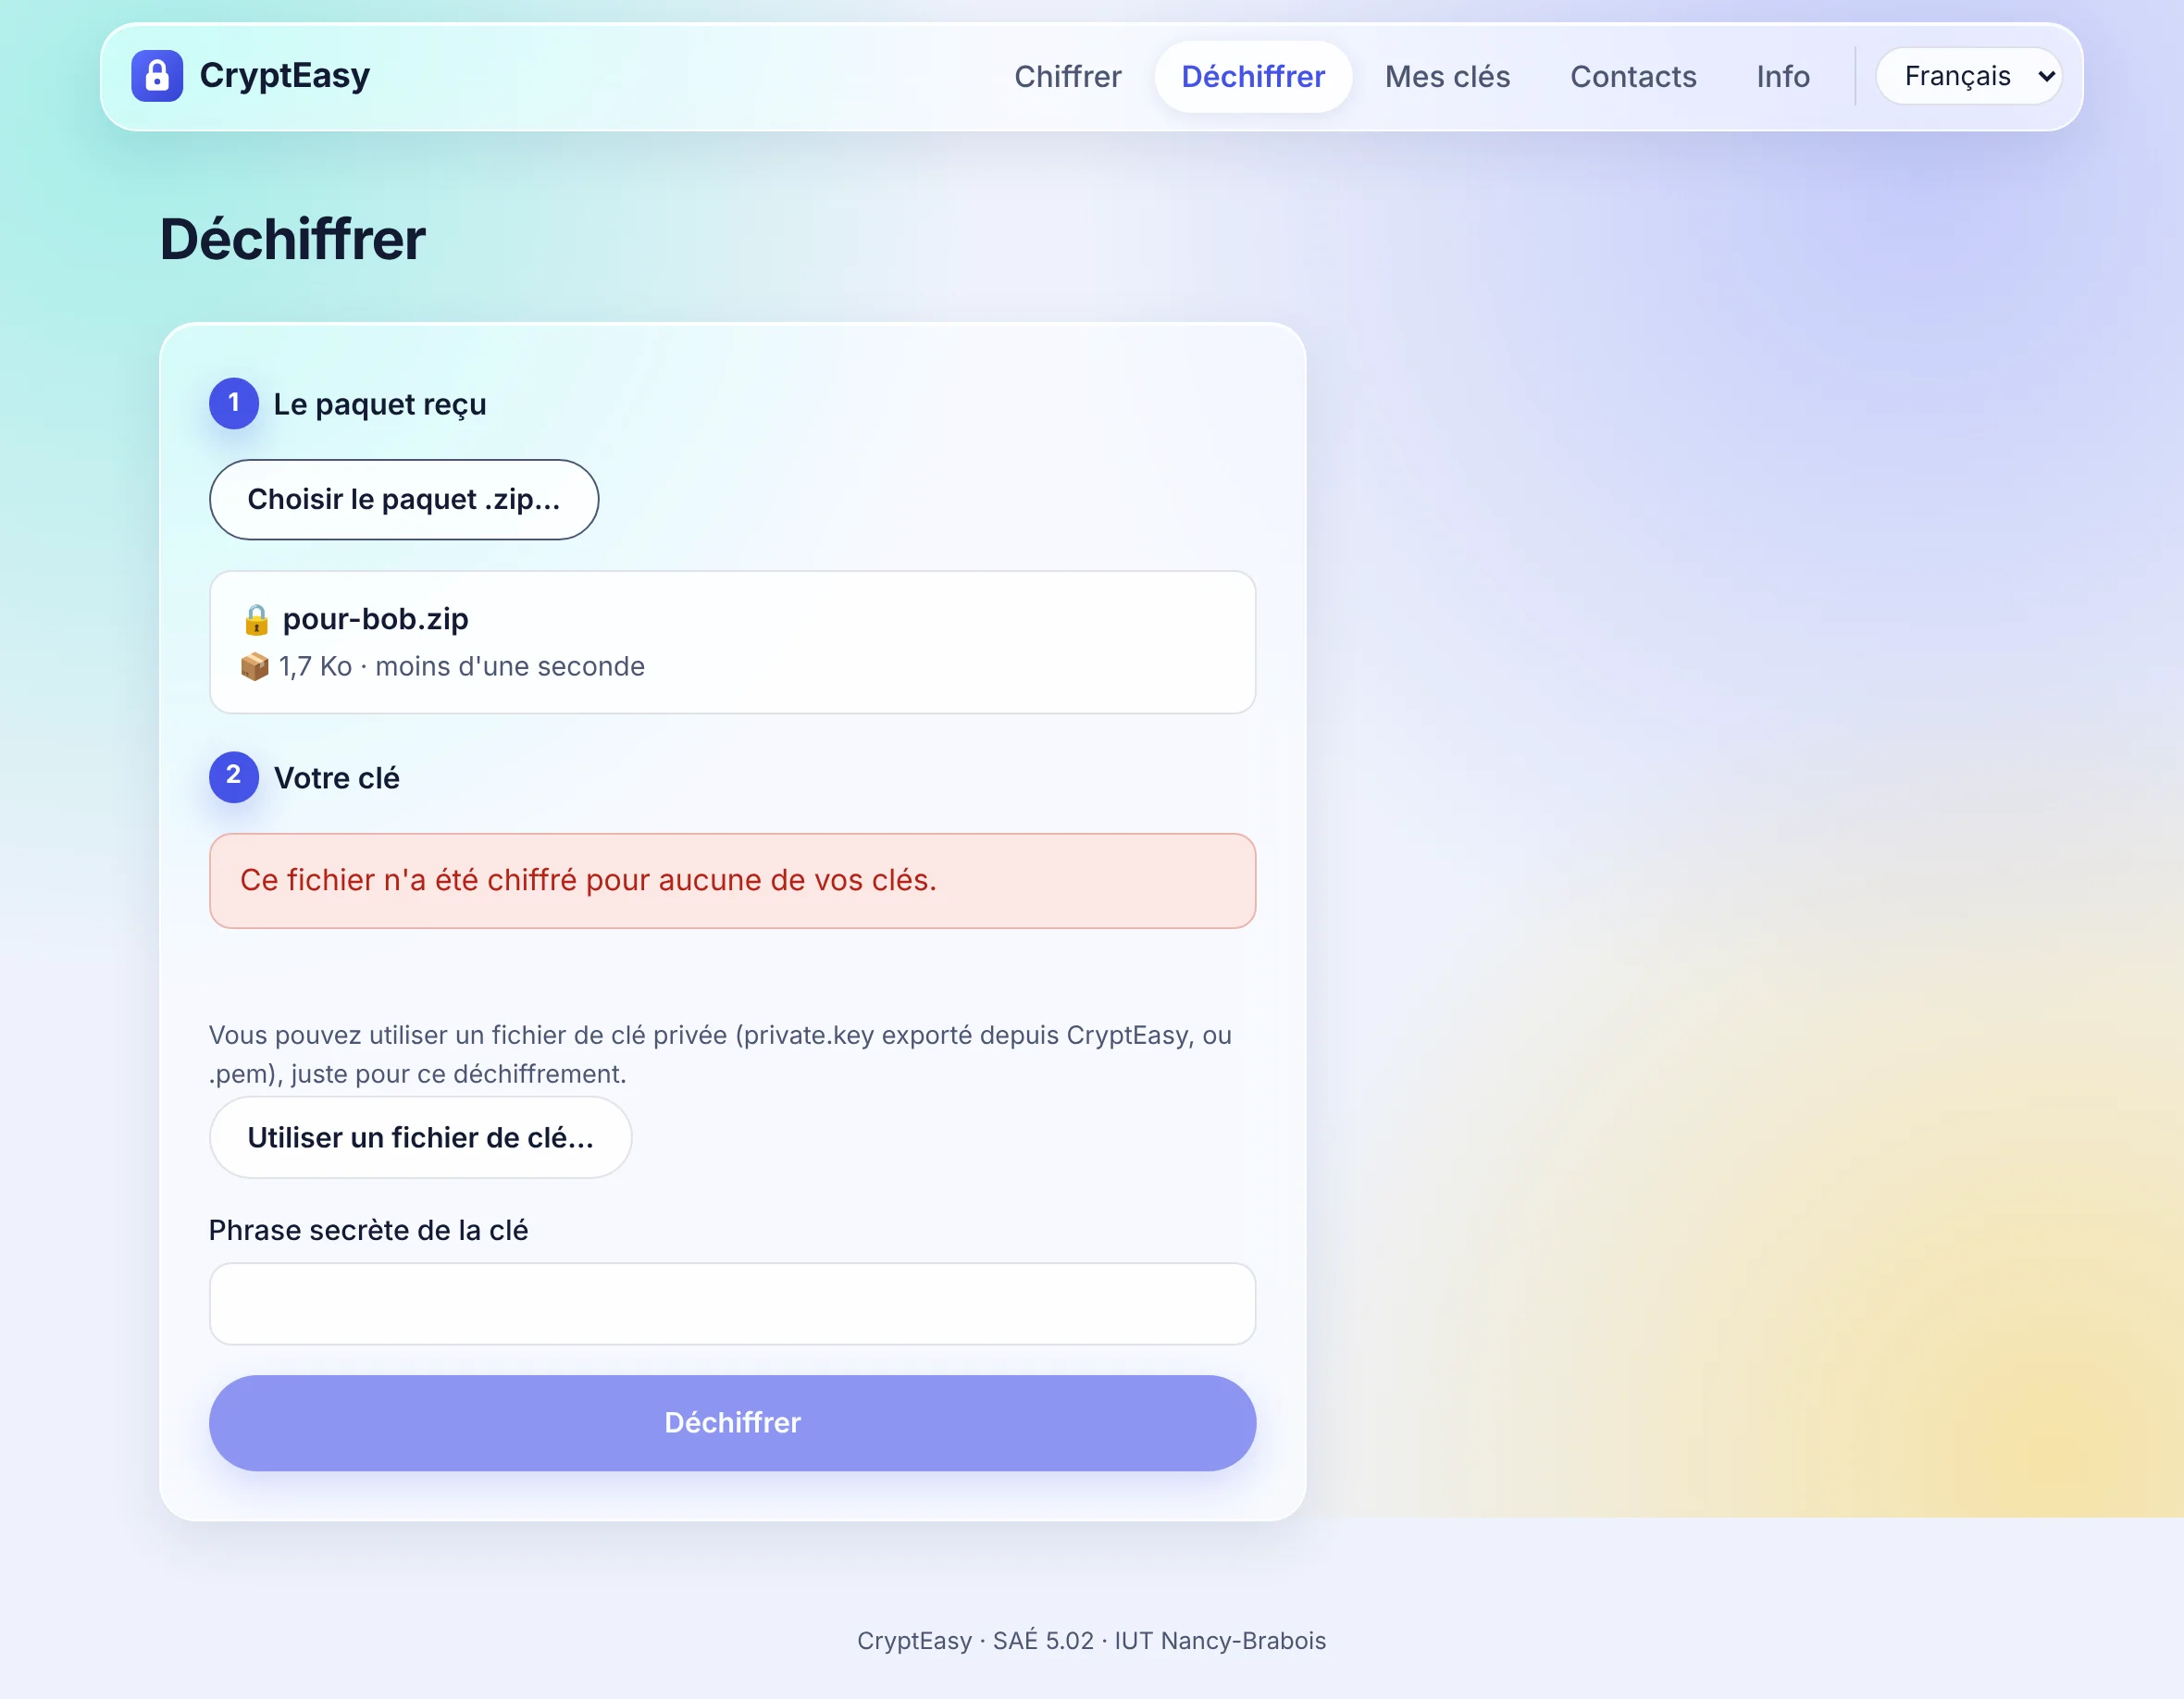 CryptEasy
Chiffrer
Déchiffrer
Mes clés
Contacts
Info
Français
Déchiffrer
1 Le paquet reçu
Choisir le paquet .zip...
🔒 pour-bob.zip
📦 1,7 Ko · moins d'une seconde
2 Votre clé
Ce fichier n'a été chiffré pour aucune de vos clés.
Vous pouvez utiliser un fichier de clé privée (private.key exporté depuis CryptEasy, ou
.pem), juste pour ce déchiffrement.
Utiliser un fichier de clé...
Phrase secrète de la clé
Déchiffrer
CryptEasy · SAÉ 5.02 · IUT Nancy-Brabois